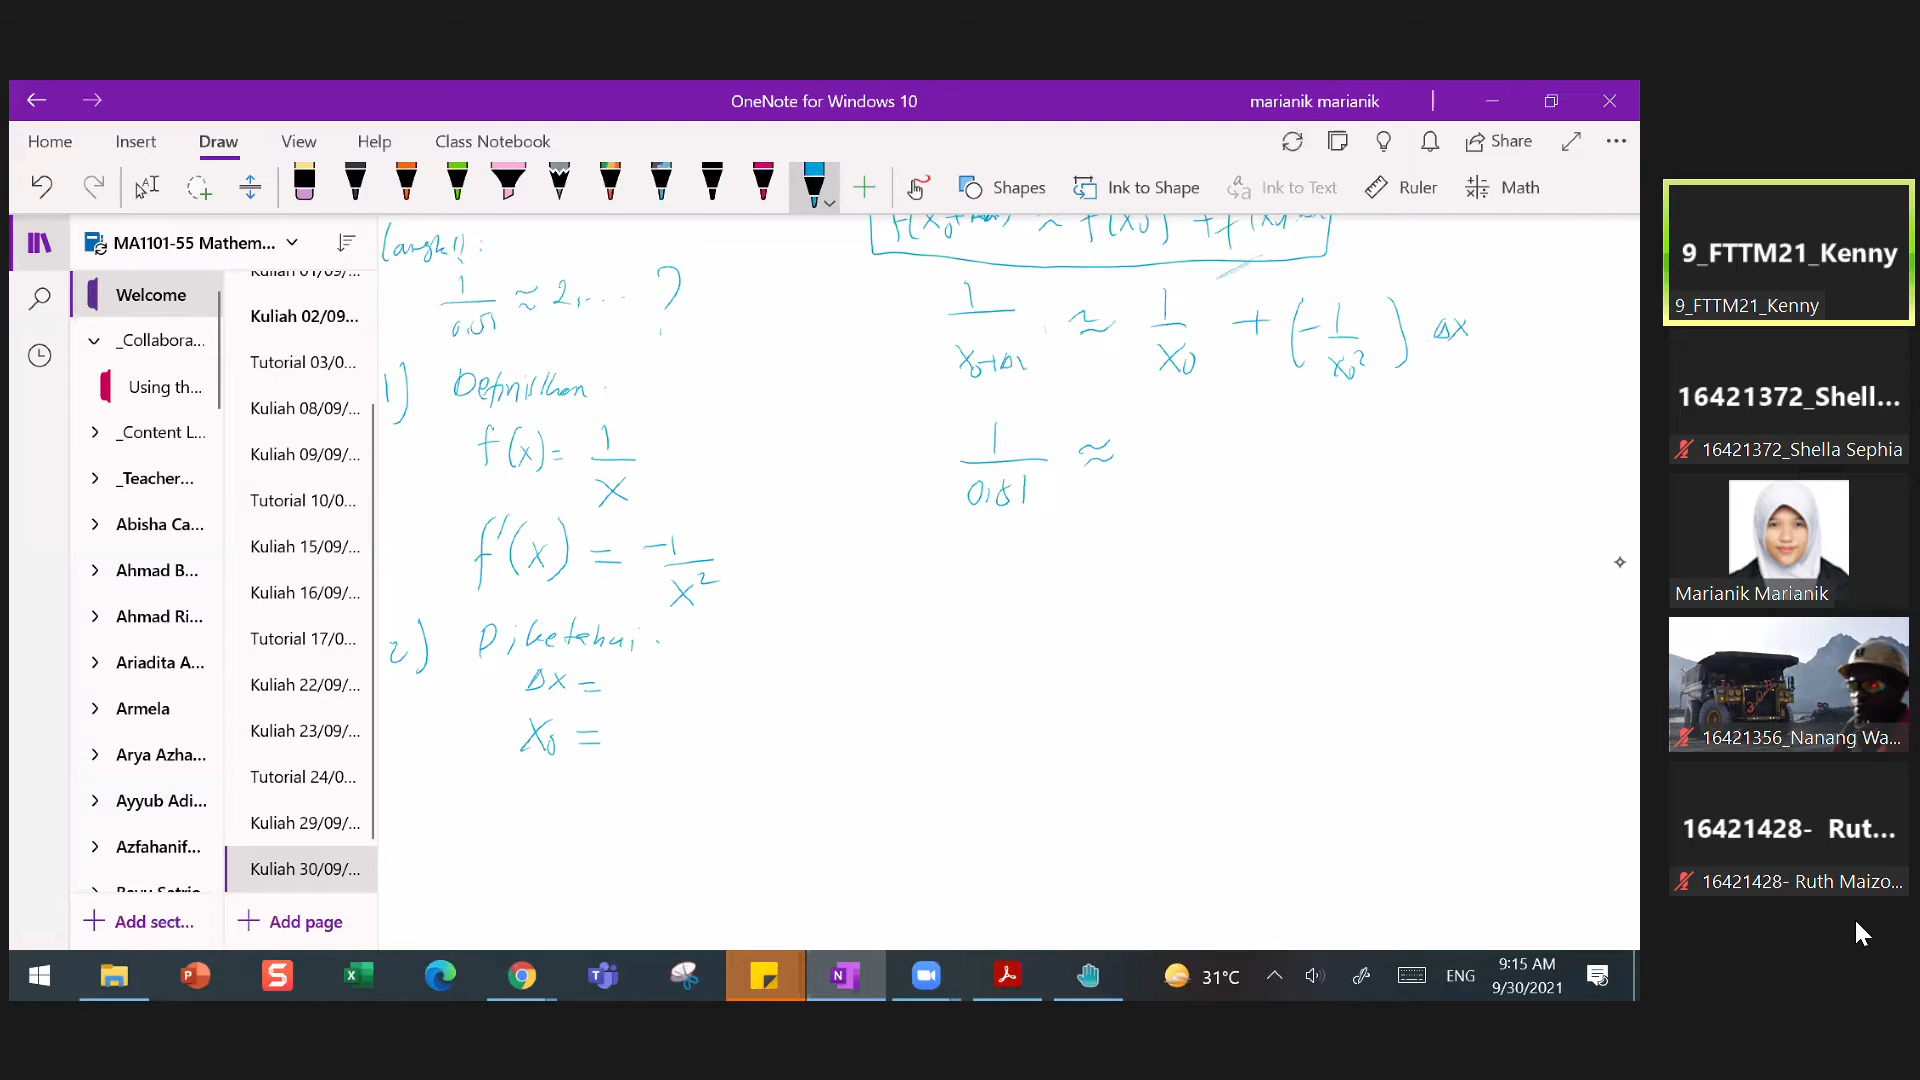 OneNote for Windows 10
marianik marianik
Home Insert Draw View Help Class Notebook
Share
Shapes Ink to Shape Ink to Text Ruler Math
MA1101-55 Mathem...
Welcome
_Collabora...
Using th...
_Content L...
_Teacher...
Abisha Ca...
Ahmad B...
Ahmad Ri...
Ariadita A...
Armela
Arya Azha...
Ayyub Adi...
Azfahanif...
Add sect...
Kuliah 01/09/...
Kuliah 02/09...
Tutorial 03/0...
Kuliah 08/09/...
Kuliah 09/09/...
Tutorial 10/0...
Kuliah 15/09/...
Kuliah 16/09/...
Tutorial 17/0...
Kuliah 22/09/...
Kuliah 23/09/...
Tutorial 24/0...
Kuliah 29/09/...
Kuliah 30/09/...
Add page
1/0,51 ≈ 2,.... ?
1) Definisikan :
f(x) = 1/x
f'(x) = -1/x²
2) Diketahui :
Δx =
x₀ =
1/(x₀+Δx) ≈ 1/x₀ + (-1/x₀²) Δx
1/0,51 ≈
9_FTTM21_Kenny
9_FTTM21_Kenny
16421372_Shell...
16421372_Shella Sephia
Marianik Marianik
16421356_Nanang Wa...
16421428- Rut...
16421428- Ruth Maizo...
31°C
ENG
9:15 AM
9/30/2021